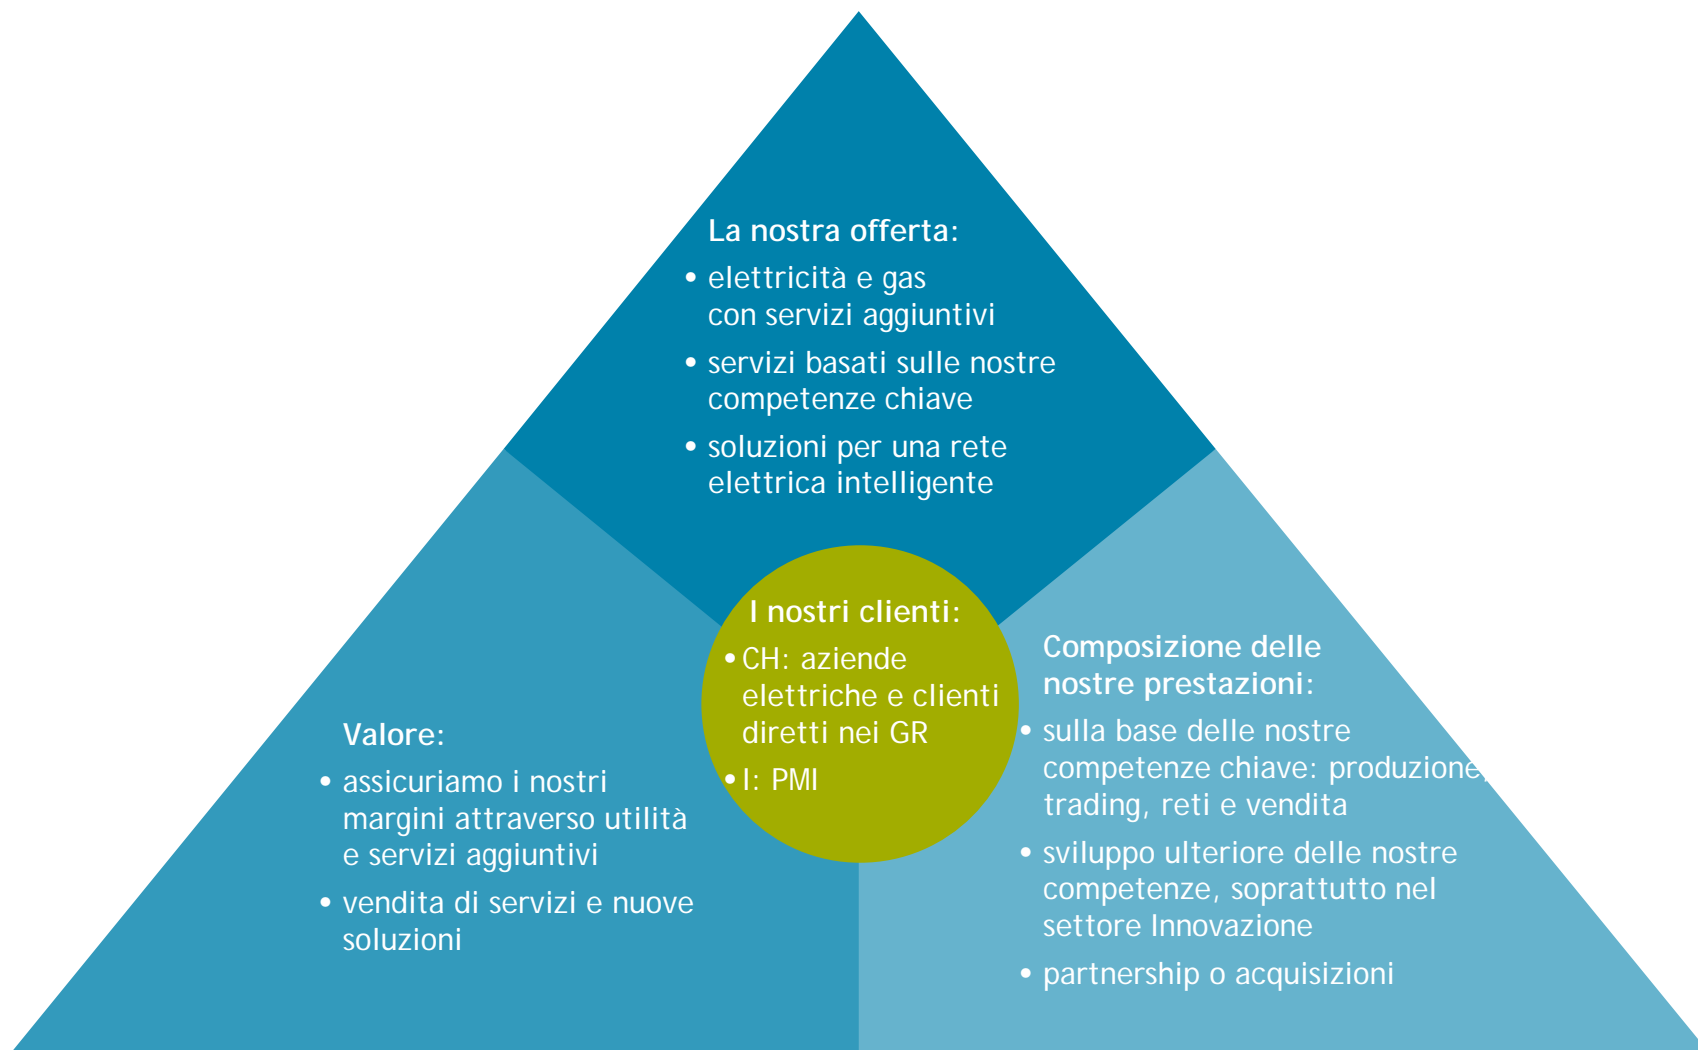 La nostra offerta:
• elettricità e gas
con servizi aggiuntivi
• servizi basati sulle nostre
competenze chiave
• soluzioni per una rete
elettrica intelligente
I nostri clienti:
• CH: aziende
elettriche e clienti
diretti nei GR
• I: PMI
Valore:
• assicuriamo i nostri
margini attraverso utilità
e servizi aggiuntivi
• vendita di servizi e nuove
soluzioni
Composizione delle
nostre prestazioni:
• sulla base delle nostre
competenze chiave: produzione,
trading, reti e vendita
• sviluppo ulteriore delle nostre
competenze, soprattutto nel
settore Innovazione
• partnership o acquisizioni